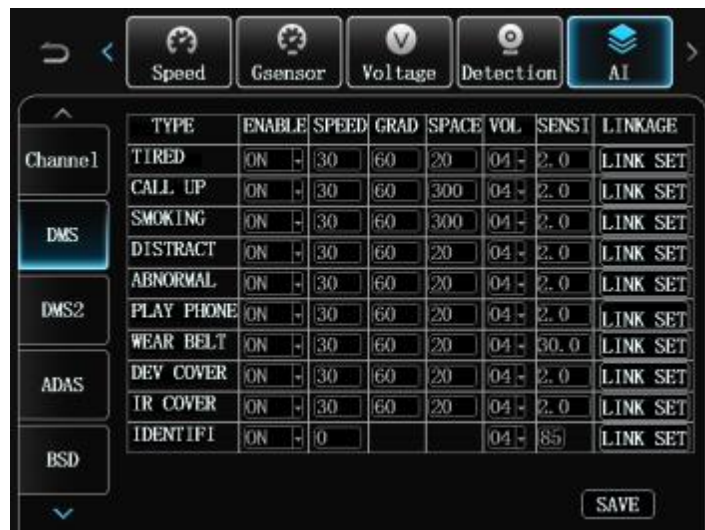 Speed Gsensor Voltage Detection AI
TYPE ENABLE SPEED GRAD SPACE VOL SENSI LINKAGE
Channel
TIRED ON 30 60 20 04 2.0 LINK SET
CALL UP ON 30 60 300 04 2.0 LINK SET
SMOKING ON 30 60 300 04 2.0 LINK SET
DMS
DISTRACT ON 30 60 20 04 2.0 LINK SET
ABNORMAL ON 30 60 20 04 2.0 LINK SET
DMS2
PLAY PHONE ON 30 60 20 04 2.0 LINK SET
WEAR BELT ON 30 60 20 04 30.0 LINK SET
ADAS
DEV COVER ON 30 60 20 04 2.0 LINK SET
IR COVER ON 30 60 20 04 2.0 LINK SET
IDENTIFI ON 0 04 85 LINK SET
BSD
SAVE